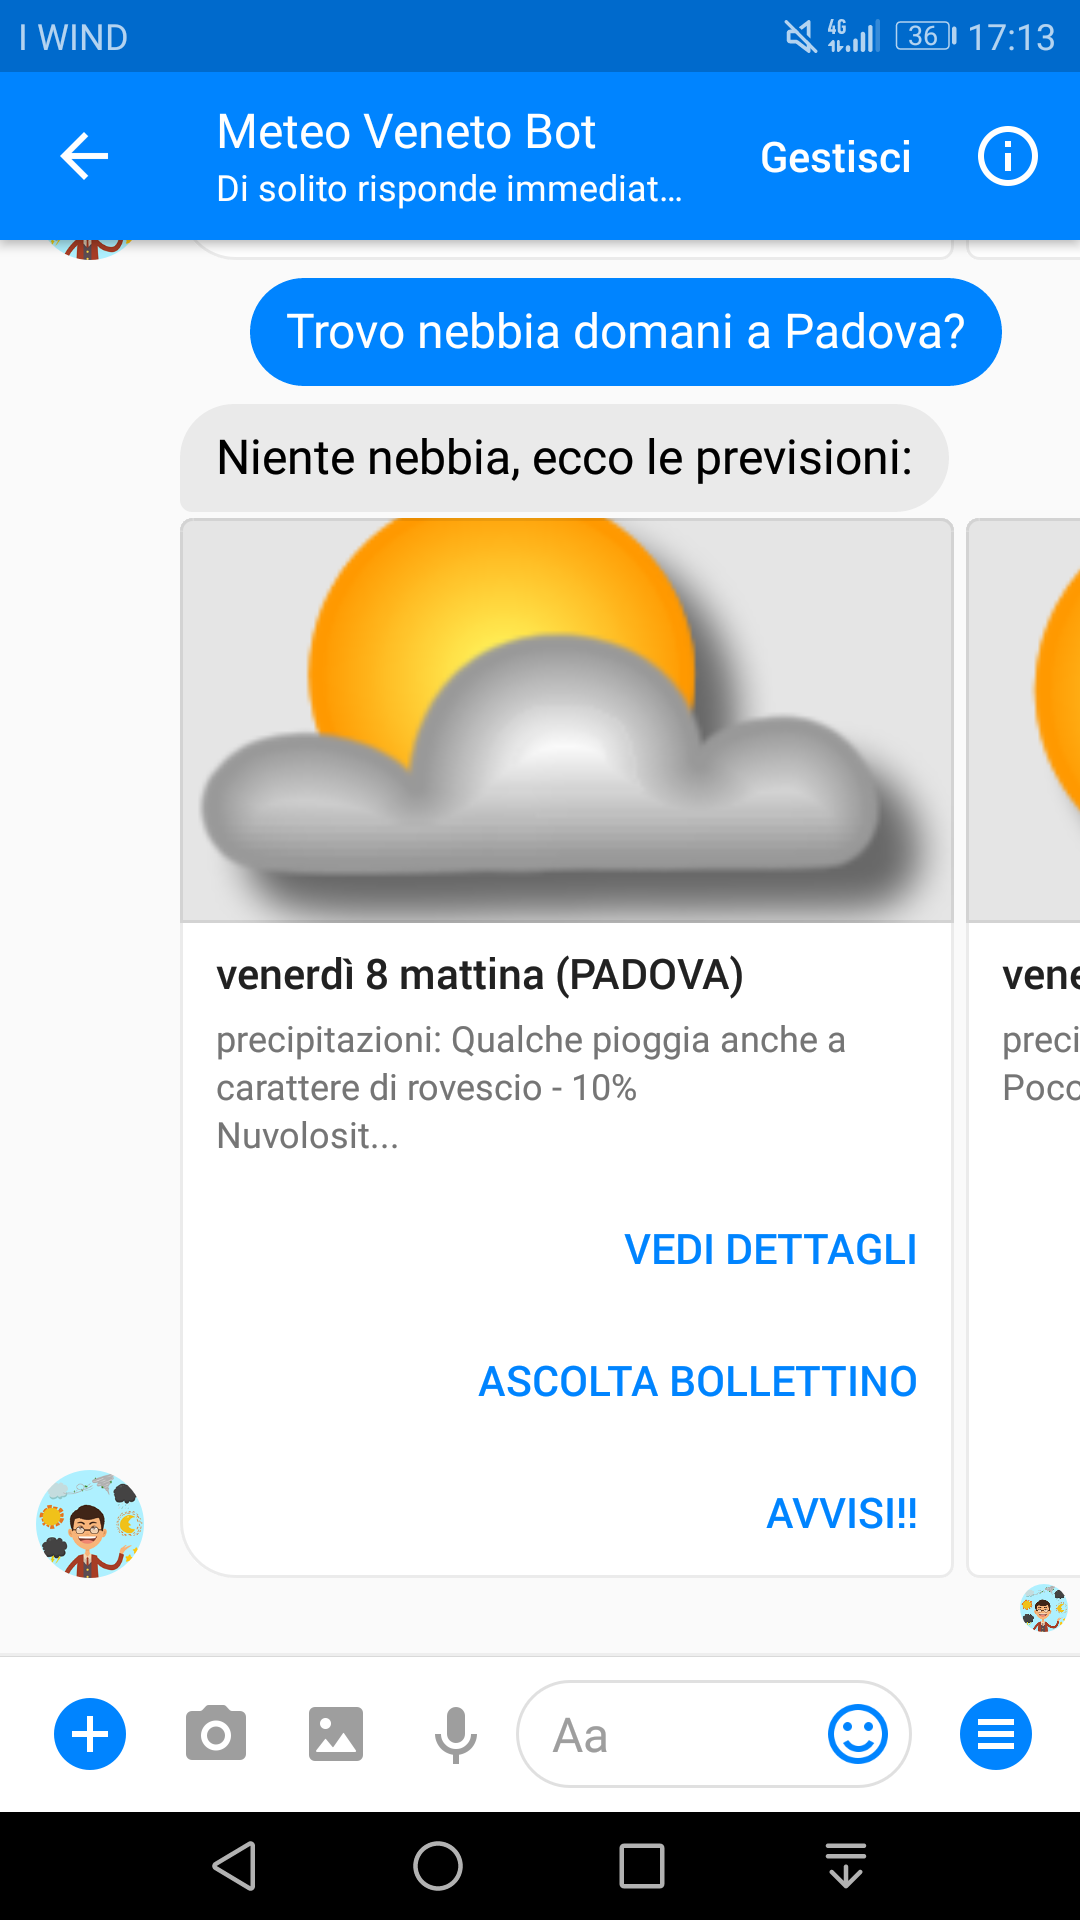 I WIND
4G
36
17:13
Meteo Veneto Bot
Di solito risponde immediat...
Gestisci
Trovo nebbia domani a Padova?
Niente nebbia, ecco le previsioni:
venerdì 8 mattina (PADOVA)
precipitazioni: Qualche pioggia anche a
carattere di rovescio - 10%
Nuvolosit...
VEDI DETTAGLI
ASCOLTA BOLLETTINO
AVVISI!!
vene
preci
Poco
Aa